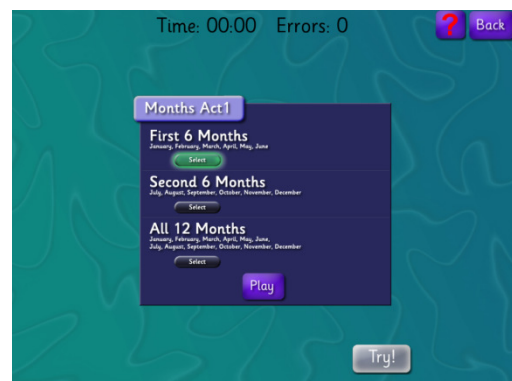 Time: 00:00 Errors: 0
? Back
Months Act1
First 6 Months
January, February, March, April, May, June
Select
Second 6 Months
July, August, September, October, November, December
Select
All 12 Months
January, February, March, April, May, June,
July, August, September, October, November, December
Select
Play
Try!